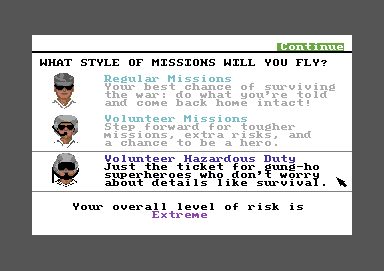 Continue
WHAT STYLE OF MISSIONS WILL YOU FLY?
Regular Missions
Your best chance of surviving
the war: do what you're told
and come back home intact!
Volunteer Missions
Step forward for tougher
missions, extra risks, and
a chance to be a hero.
Volunteer Hazardous Duty
Just the ticket for gung-ho
superheroes who don't worry
about details like survival.
Your overall level of risk is
Extreme